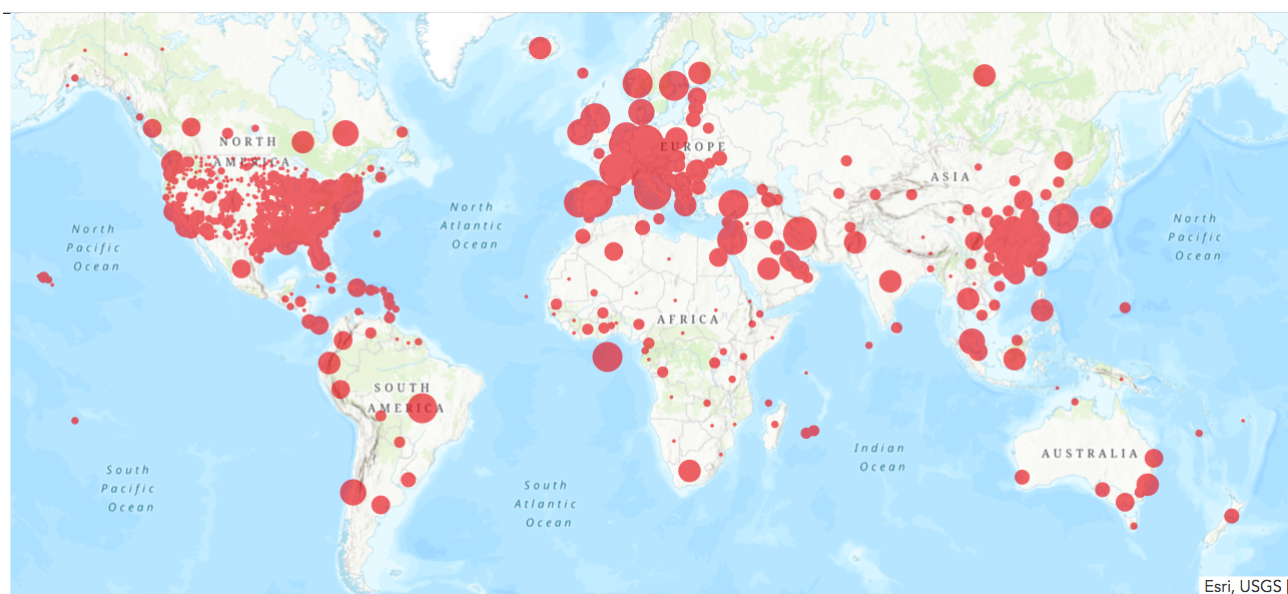 NORTH
AMERICA
EUROPE
ASIA
North
Pacific
Ocean
North
Atlantic
Ocean
North
Pacific
Ocean
AFRICA
SOUTH
AMERICA
South
Pacific
Ocean
South
Atlantic
Ocean
Indian
Ocean
AUSTRALIA
Esri, USGS |